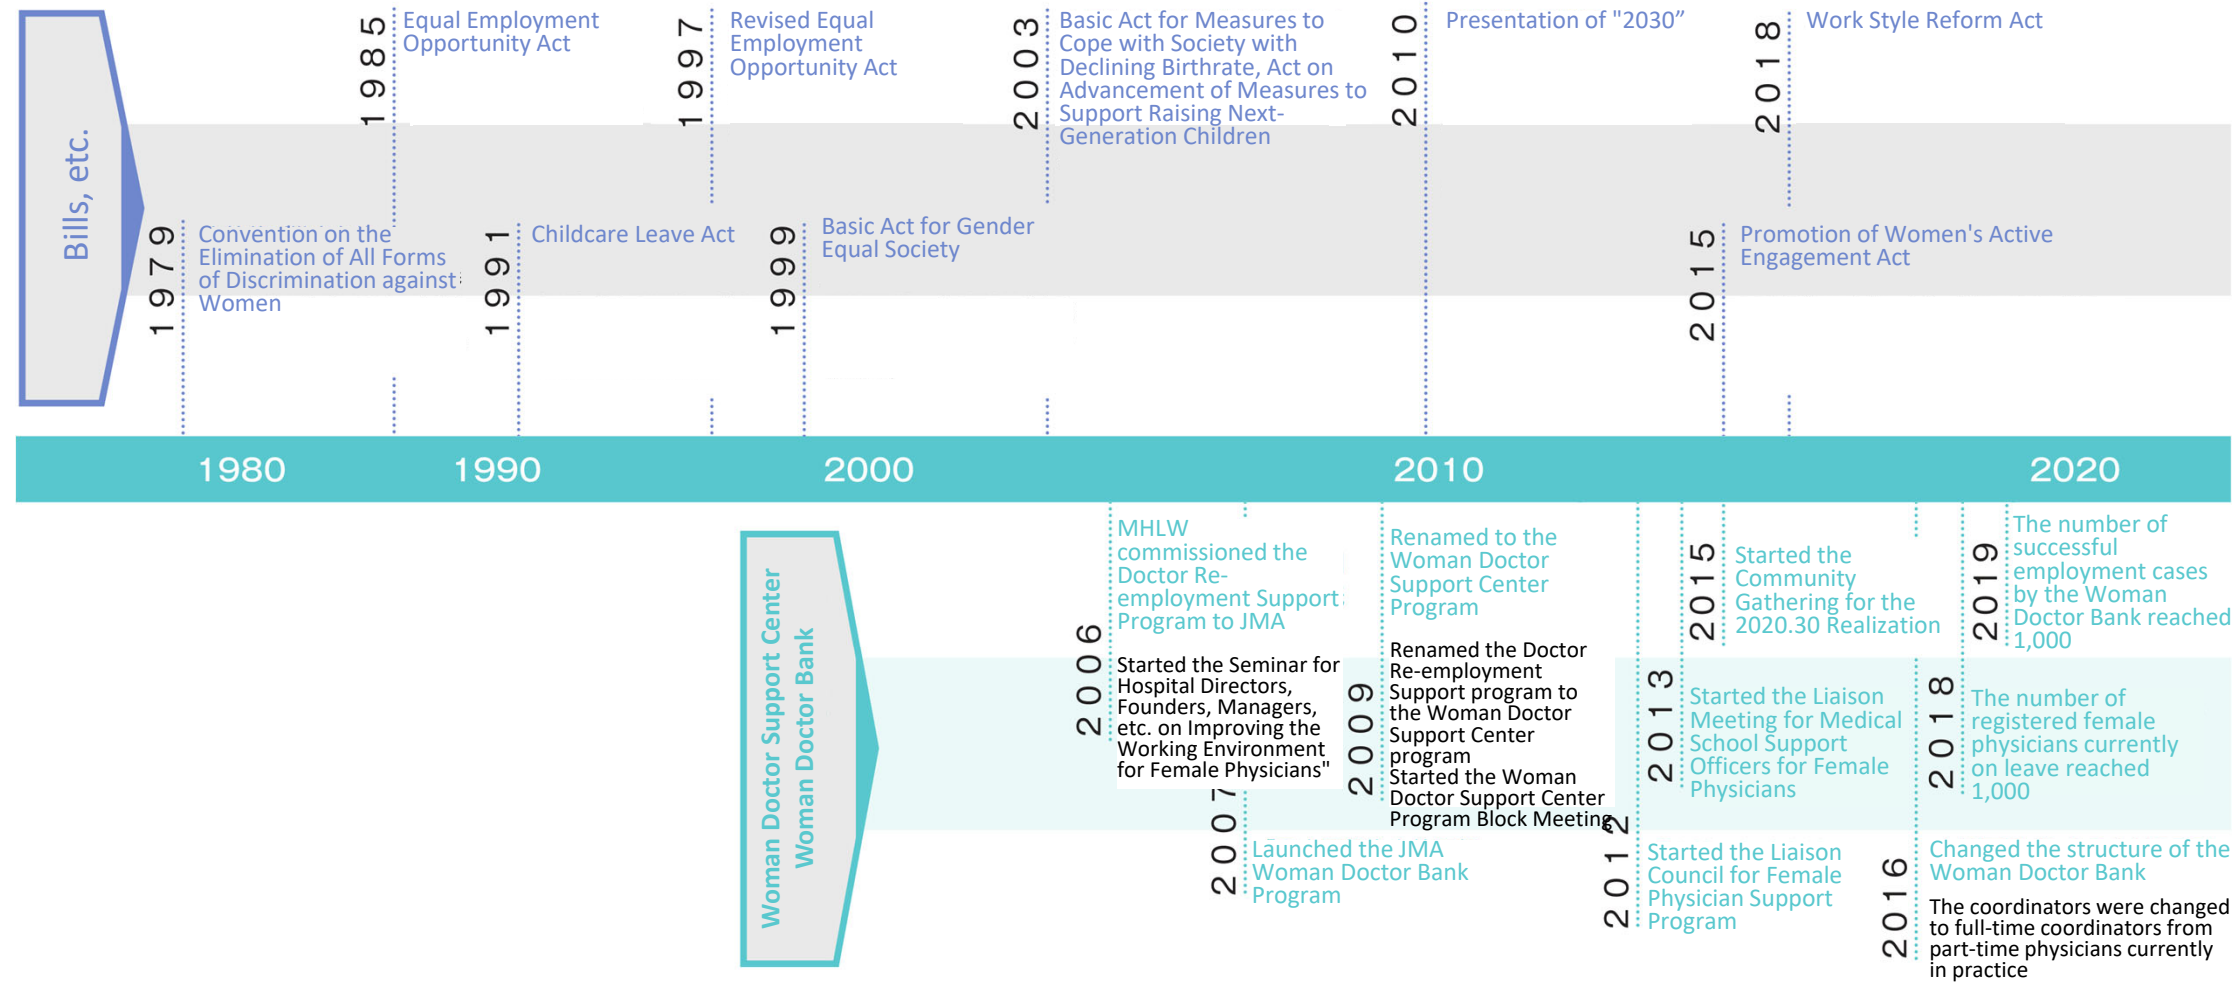 Bills, etc.
1979
Convention on the
Elimination of All Forms
of Discrimination against
Women
1985
Equal Employment
Opportunity Act
1991
Childcare Leave Act
1997
Revised Equal
Employment
Opportunity Act
1999
Basic Act for Gender
Equal Society
2003
Basic Act for Measures to
Cope with Society with
Declining Birthrate, Act on
Advancement of Measures to
Support Raising Next-
Generation Children
2010
Presentation of "2030”
2015
Promotion of Women's Active
Engagement Act
2018
Work Style Reform Act
1980
1990
2000
2010
2020
Woman Doctor Support Center
Woman Doctor Bank
2006
MHLW
commissioned the
Doctor Re-
employment Support
Program to JMA
Started the Seminar for
Hospital Directors,
Founders, Managers,
etc. on Improving the
Working Environment
for Female Physicians"
2007
Launched the JMA
Woman Doctor Bank
Program
2009
Renamed to the
Woman Doctor
Support Center
Program
Renamed the Doctor
Re-employment
Support program to
the Woman Doctor
Support Center
program
Started the Woman
Doctor Support Center
Program Block Meeting
2012
Started the Liaison
Council for Female
Physician Support
Program
2013
Started the Liaison
Meeting for Medical
School Support
Officers for Female
Physicians
2015
Started the
Community
Gathering for the
2020.30 Realization
2016
Changed the structure of the
Woman Doctor Bank
The coordinators were changed
to full-time coordinators from
part-time physicians currently
in practice
2018
The number of
registered female
physicians currently
on leave reached
1,000
2019
The number of
successful
employment cases
by the Woman
Doctor Bank reached
1,000